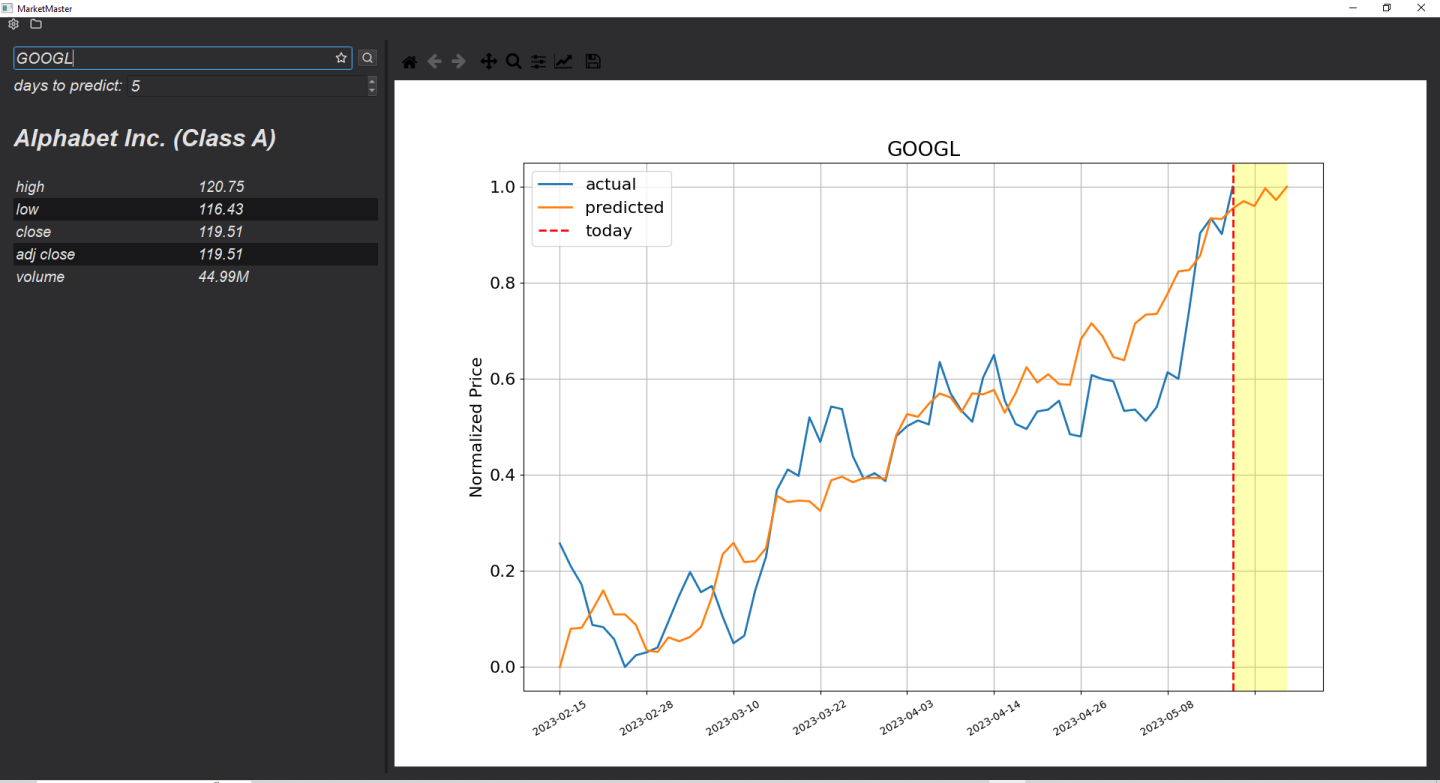 MarketMaster
GOOGL
days to predict: 5
Alphabet Inc. (Class A)
high 120.75
low 116.43
close 119.51
adj close 119.51
volume 44.99M
GOOGL
actual
predicted
today
Normalized Price
1.0
0.8
0.6
0.4
0.2
0.0
2023-02-15 2023-02-28 2023-03-10 2023-03-22 2023-04-03 2023-04-14 2023-04-26 2023-05-08